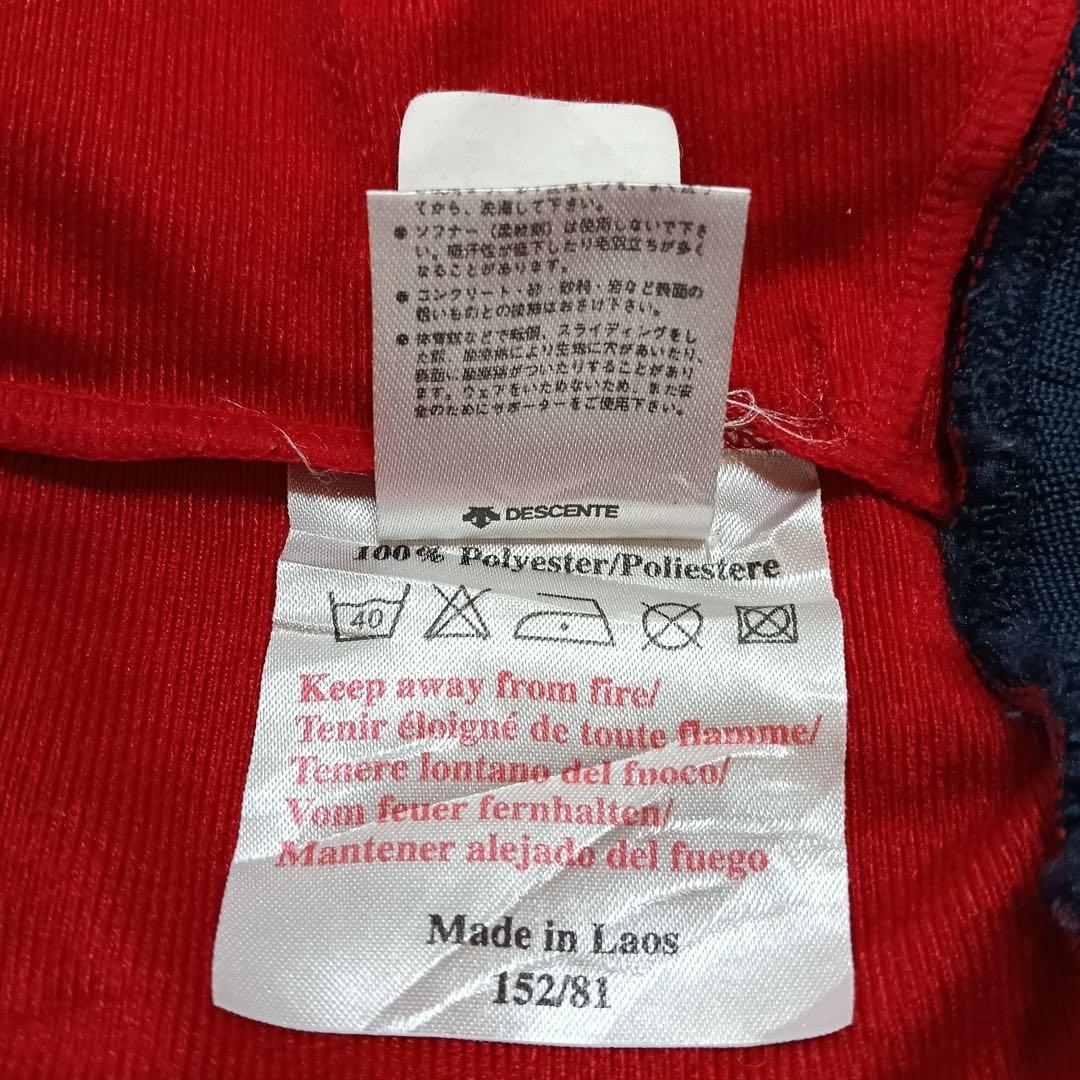 てから、洗濯して下さい。
● ソフナー（柔軟剤）は使用しないで下さ
い。吸汗性が低下したり毛羽立ちが多く
なることがあります。
● コンクリート・砂・砂利・岩など表面の
粗いものとの接触はおさけ下さい。
● 体育館などで転倒、スライディングをし
た際、摩擦熱により生地に穴があいたり、
表面に摩擦跡がついたりすることがあり
ます。ウェアをいためないため、また安
全のためにサポーターをご使用下さい。
DESCENTE
100% Polyester/Poliestere
40
Keep away from fire/
Tenir éloigné de toute flamme/
Tenere lontano del fuoco/
Vom feuer fernhalten/
Mantener alejado del fuego
Made in Laos
152/81